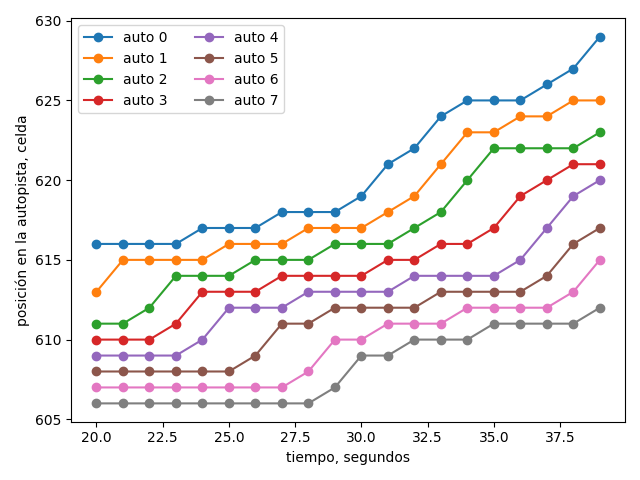 630
625
620
615
610
605
posición en la autopista, celda
auto 0
auto 1
auto 2
auto 3
auto 4
auto 5
auto 6
auto 7
20.0 22.5 25.0 27.5 30.0 32.5 35.0 37.5
tiempo, segundos